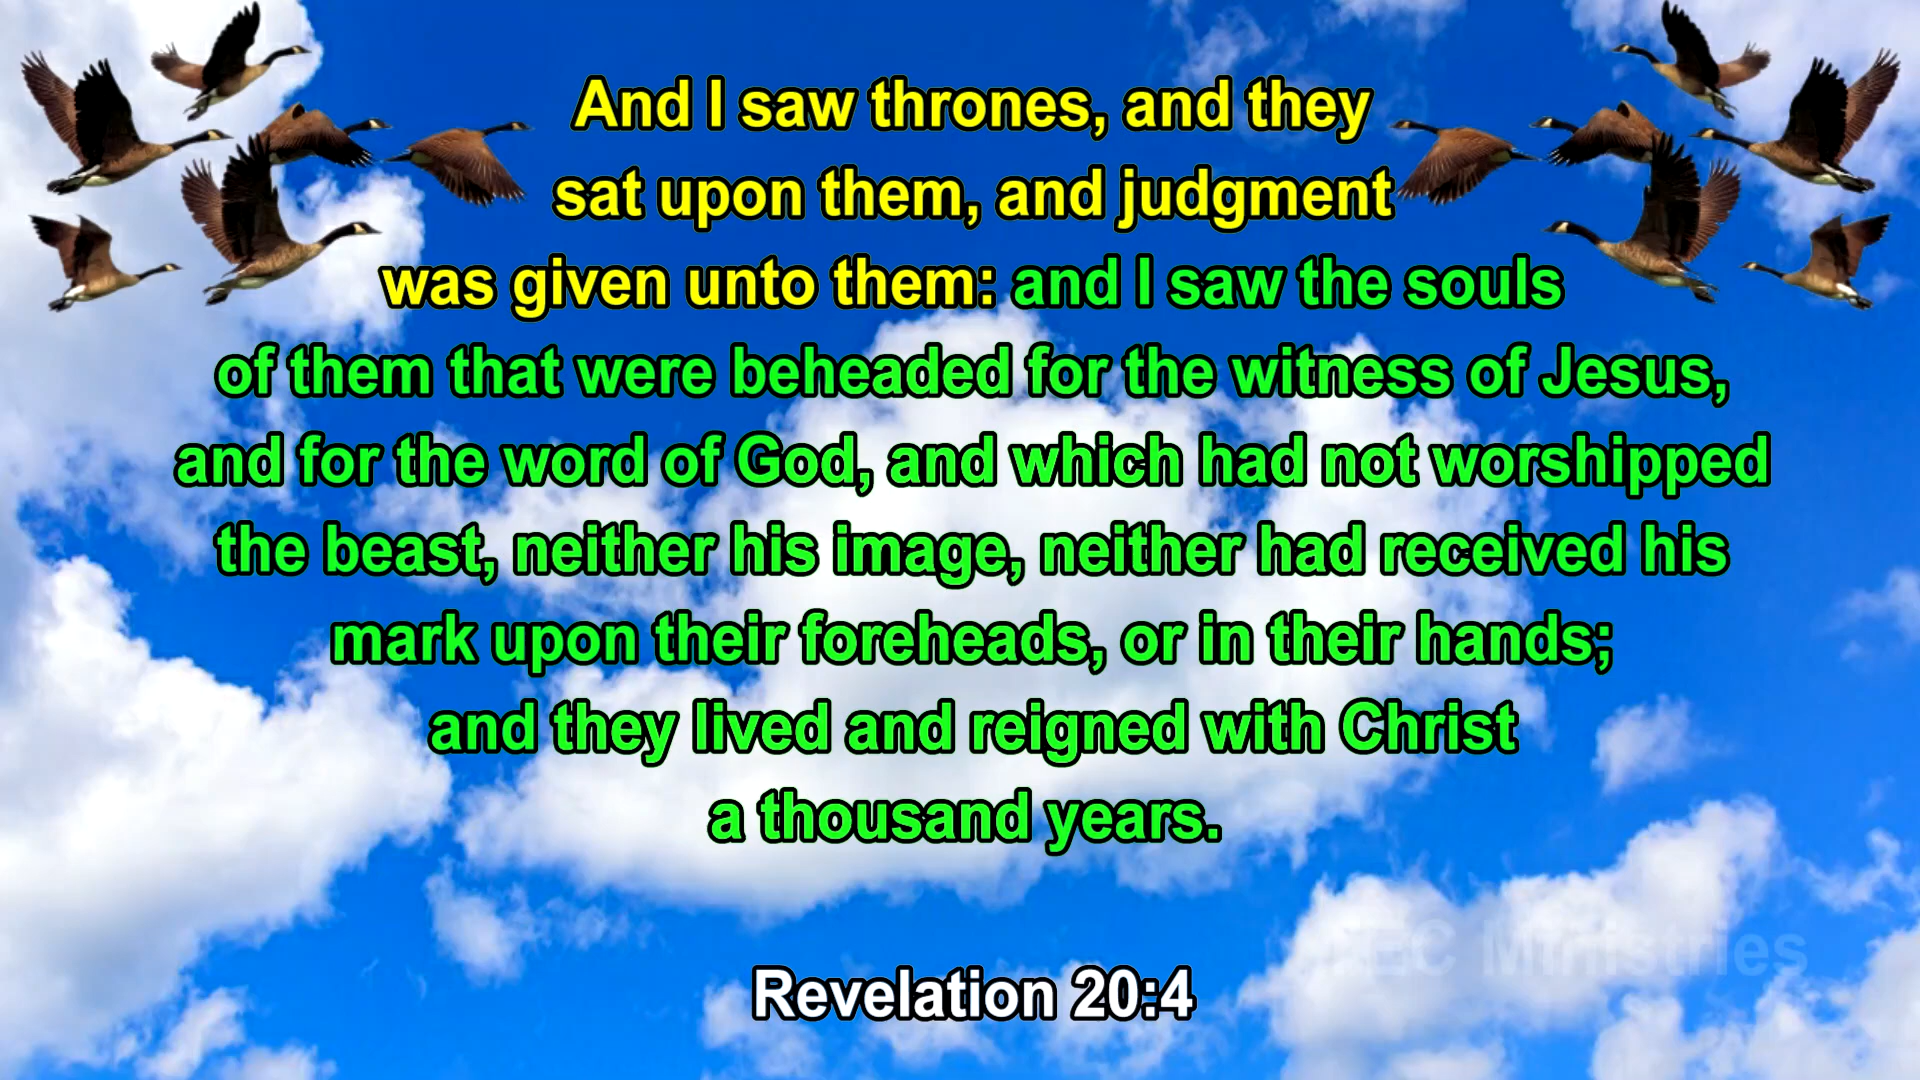 And I saw thrones, and they
sat upon them, and judgment
was given unto them: and I saw the souls
of them that were beheaded for the witness of Jesus,
and for the word of God, and which had not worshipped
the beast, neither his image, neither had received his
mark upon their foreheads, or in their hands;
and they lived and reigned with Christ
a thousand years.
Ministries
Revelation 20:4